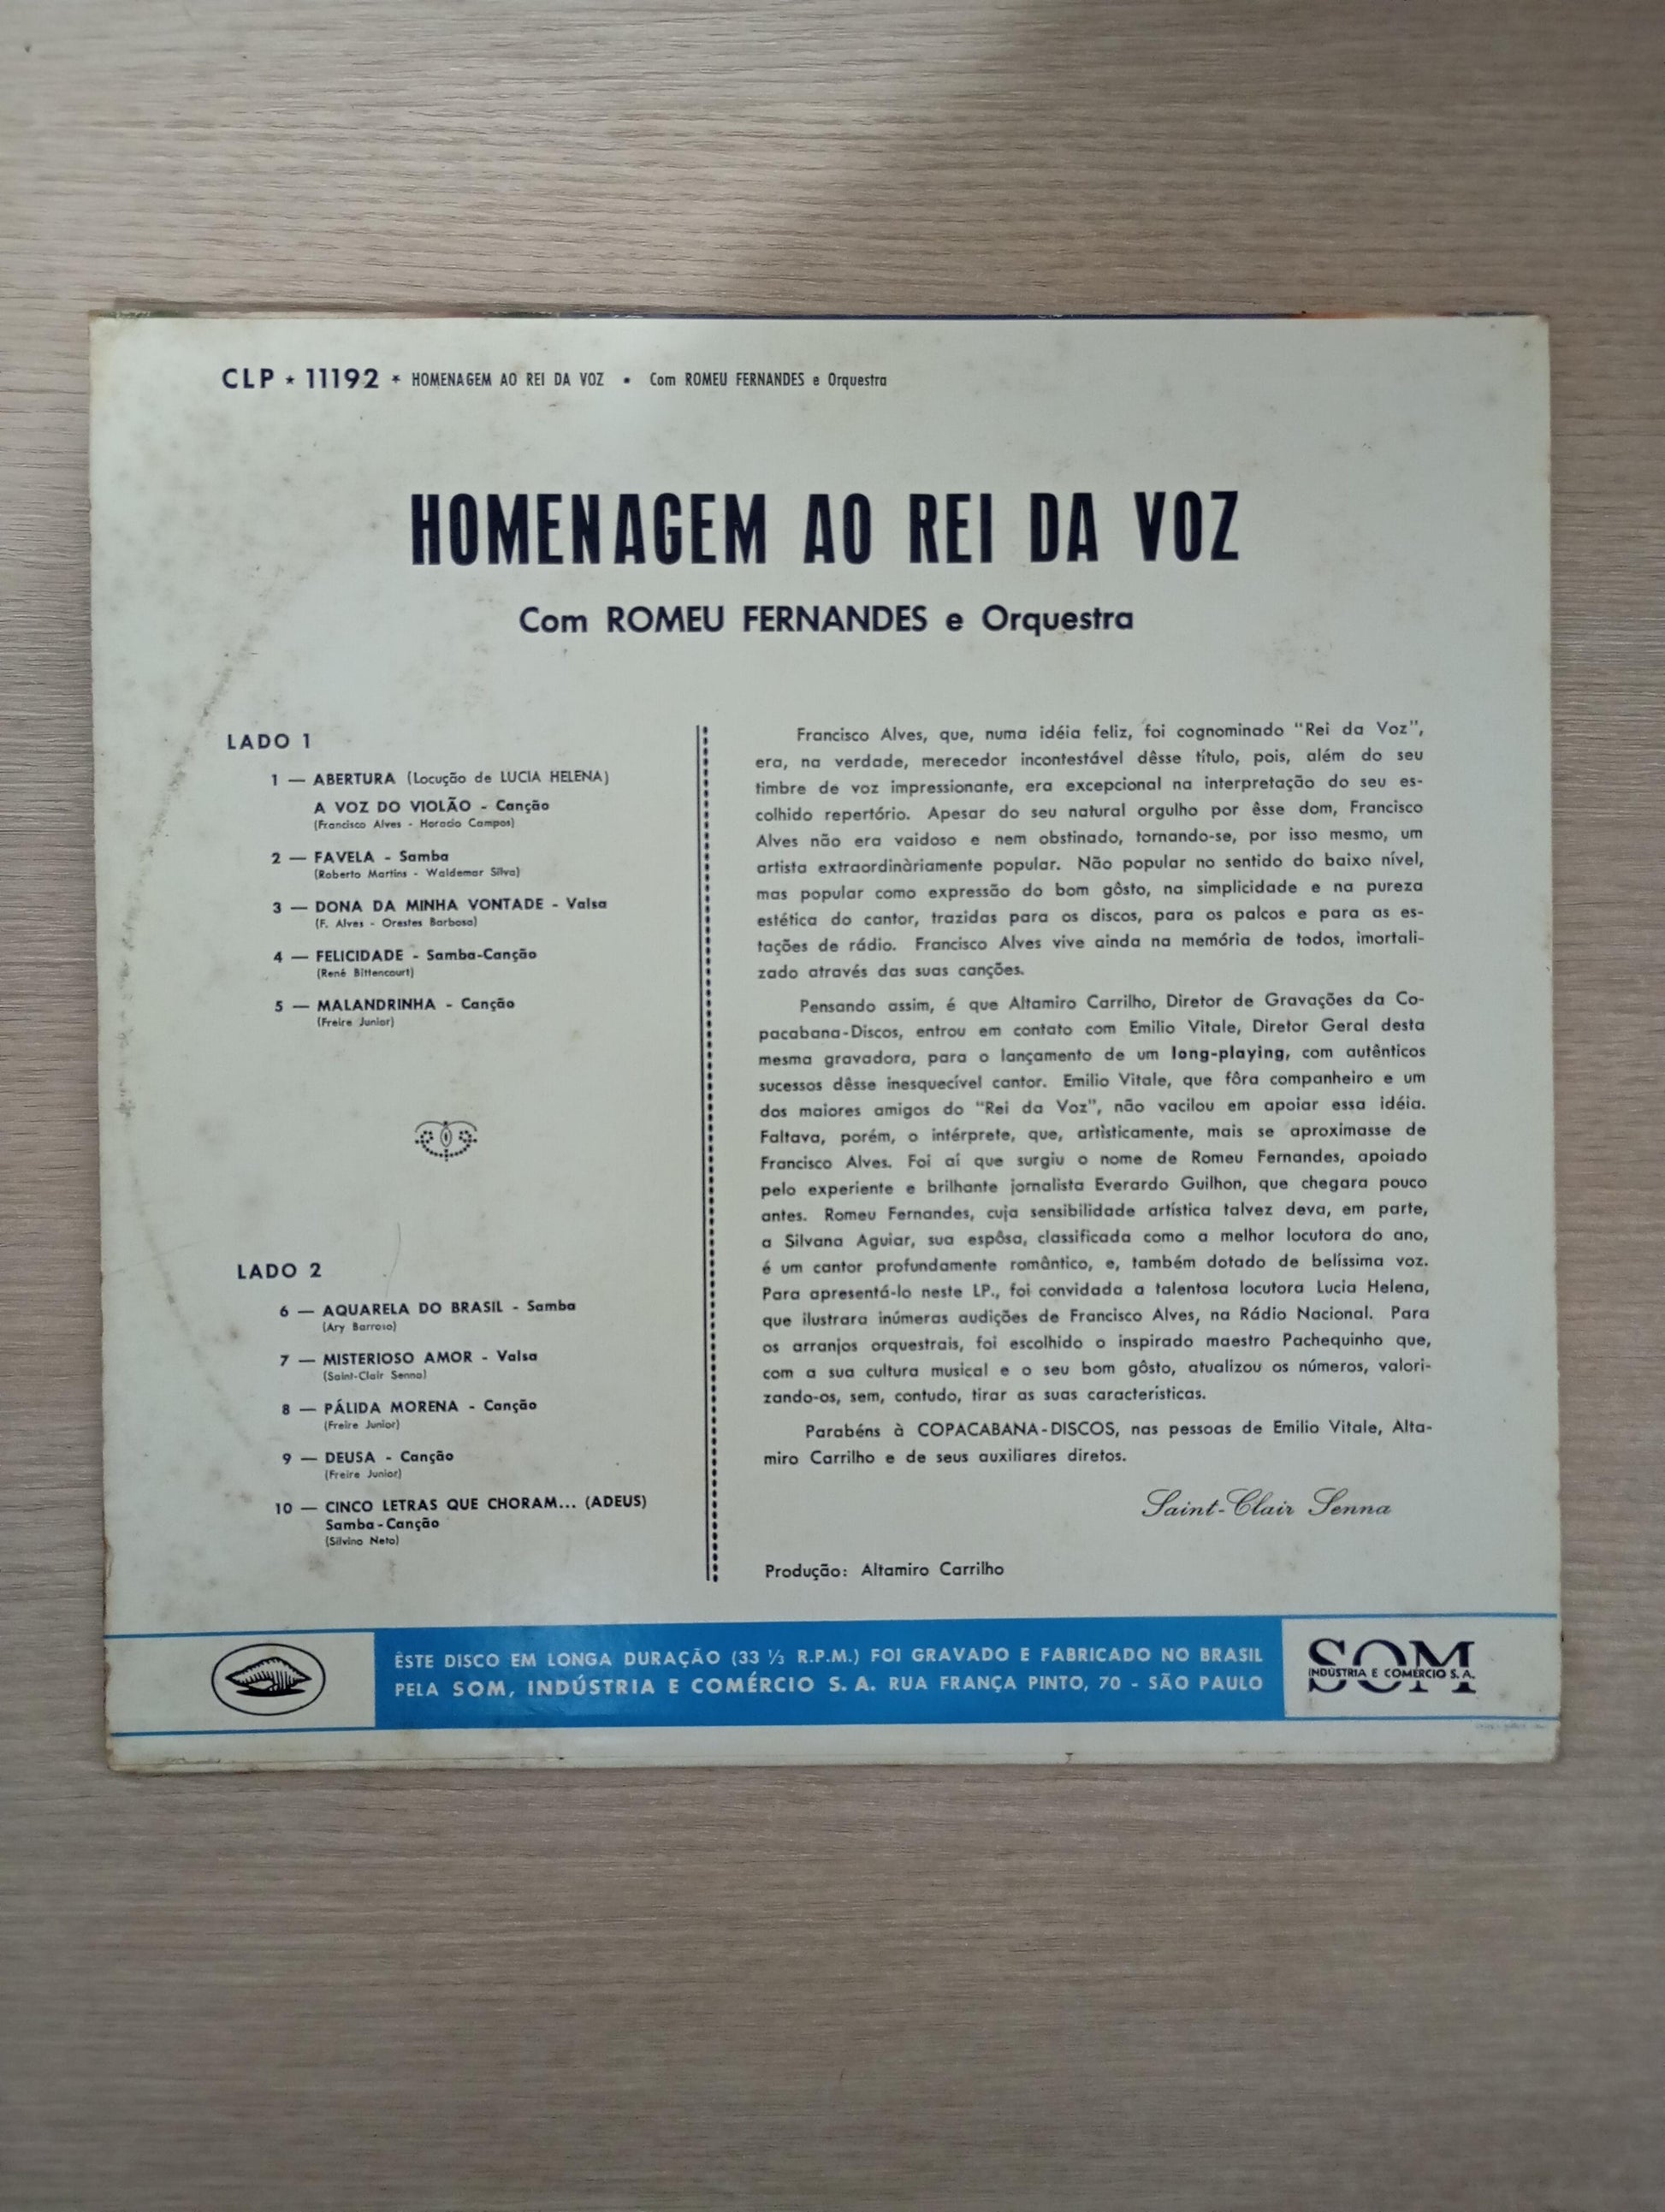 CLP ★ 11192 ★ HOMENAGEM AO REI DA VOZ • Com ROMEU FERNANDES e Orquestra
HOMENAGEM AO REI DA VOZ
Com ROMEU FERNANDES e Orquestra
LADO 1
1 — ABERTURA (Locução de LUCIA HELENA)
A VOZ DO VIOLÃO - Canção
(Francisco Alves - Horacio Campos)
2 — FAVELA - Samba
(Roberto Martins - Waldemar Silva)
3 — DONA DA MINHA VONTADE - Valsa
(F. Alves - Orestes Barbosa)
4 — FELICIDADE - Samba-Canção
(René Bittencourt)
5 — MALANDRINHA - Canção
(Freire Junior)
LADO 2
6 — AQUARELA DO BRASIL - Samba
(Ary Barroso)
7 — MISTERIOSO AMOR - Valsa
(Saint-Clair Senna)
8 — PÁLIDA MORENA - Canção
(Freire Junior)
9 — DEUSA - Canção
(Freire Junior)
10 — CINCO LETRAS QUE CHORAM... (ADEUS)
Samba-Canção
(Silvino Neto)
Francisco Alves, que, numa idéia feliz, foi cognominado "Rei da Voz",
era, na verdade, merecedor incontestável dêsse título, pois, além do seu
timbre de voz impressionante, era excepcional na interpretação do seu es-
colhido repertório. Apesar do seu natural orgulho por êsse dom, Francisco
Alves não era vaidoso e nem obstinado, tornando-se, por isso mesmo, um
artista extraordinàriamente popular. Não popular no sentido do baixo nível,
mas popular como expressão do bom gôsto, na simplicidade e na pureza
estética do cantor, trazidas para os discos, para os palcos e para as es-
tações de rádio. Francisco Alves vive ainda na memória de todos, imortali-
zado através das suas canções.
Pensando assim, é que Altamiro Carrilho, Diretor de Gravações da Co-
pacabana-Discos, entrou em contato com Emilio Vitale, Diretor Geral desta
mesma gravadora, para o lançamento de um long-playing, com autênticos
sucessos dêsse inesquecível cantor. Emilio Vitale, que fôra companheiro e um
dos maiores amigos do "Rei da Voz", não vacilou em apoiar essa idéia.
Faltava, porém, o intérprete, que, artìsticamente, mais se aproximasse de
Francisco Alves. Foi aí que surgiu o nome de Romeu Fernandes, apoiado
pelo experiente e brilhante jornalista Everardo Guilhon, que chegara pouco
antes. Romeu Fernandes, cuja sensibilidade artística talvez deva, em parte,
a Silvana Aguiar, sua espôsa, classificada como a melhor locutora do ano,
é um cantor profundamente romântico, e, também dotado de belíssima voz.
Para apresentá-lo neste LP., foi convidada a talentosa locutora Lucia Helena,
que ilustrara inúmeras audições de Francisco Alves, na Rádio Nacional. Para
os arranjos orquestrais, foi escolhido o inspirado maestro Pachequinho que,
com a sua cultura musical e o seu bom gôsto, atualizou os números, valori-
zando-os, sem, contudo, tirar as suas características.
Parabéns à COPACABANA-DISCOS, nas pessoas de Emilio Vitale, Alta-
miro Carrilho e de seus auxiliares diretos.
Saint-Clair Senna
Produção: Altamiro Carrilho
ÊSTE DISCO EM LONGA DURAÇÃO (33 ⅓ R.P.M.) FOI GRAVADO E FABRICADO NO BRASIL
PELA SOM, INDÚSTRIA E COMÉRCIO S. A. RUA FRANÇA PINTO, 70 - SÃO PAULO
SOM
INDÚSTRIA E COMÉRCIO S. A.